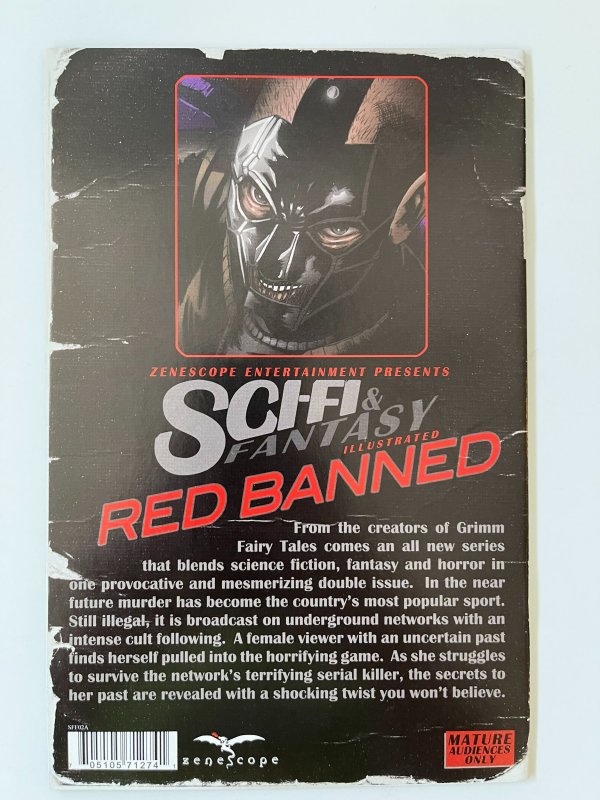 ZENESCOPE ENTERTAINMENT PRESENTS
SCI-FI &
FANTASY
ILLUSTRATED
RED BANNED
From the creators of Grimm
Fairy Tales comes an all new series
that blends science fiction, fantasy and horror in
one provocative and mesmerizing double issue. In the near
future murder has become the country's most popular sport.
Still illegal, it is broadcast on underground networks with an
intense cult following. A female viewer with an uncertain past
finds herself pulled into the horrifying game. As she struggles
to survive the network's terrifying serial killer, the secrets to
her past are revealed with a shocking twist you won't believe.
SFF02A
7 05105 71274 1
zenescope
MATURE
AUDIENCES
ONLY